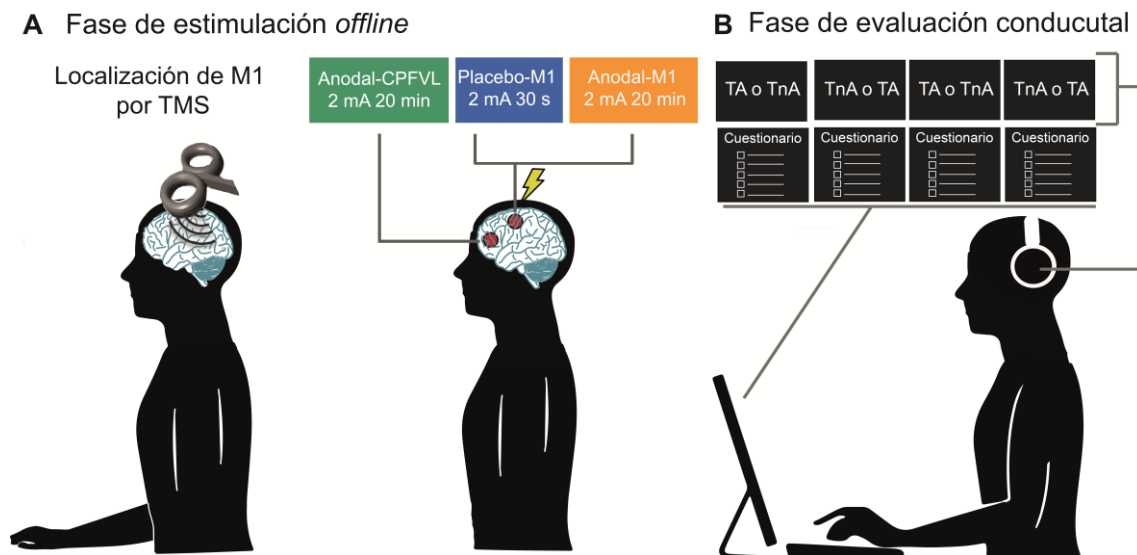 A Fase de estimulación offline
Localización de M1
por TMS
Anodal-CPFVL
2 mA 20 min
Placebo-M1
2 mA 30 s
Anodal-M1
2 mA 20 min
B Fase de evaluación conducutal
TA o TnA
TnA o TA
TA o TnA
TnA o TA
Cuestionario
Cuestionario
Cuestionario
Cuestionario